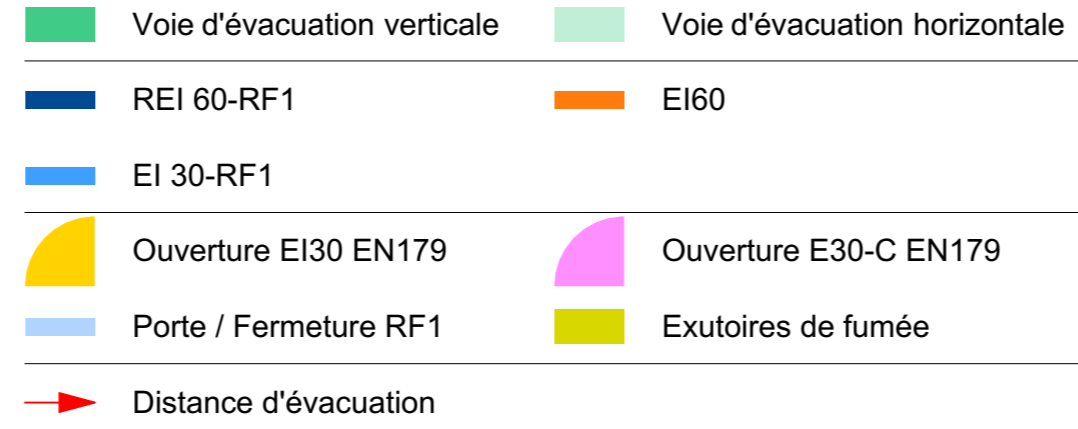 Voie d'évacuation verticale
Voie d'évacuation horizontale
REI 60-RF1
EI60
EI 30-RF1
Ouverture EI30 EN179
Ouverture E30-C EN179
Porte / Fermeture RF1
Exutoires de fumée
Distance d'évacuation